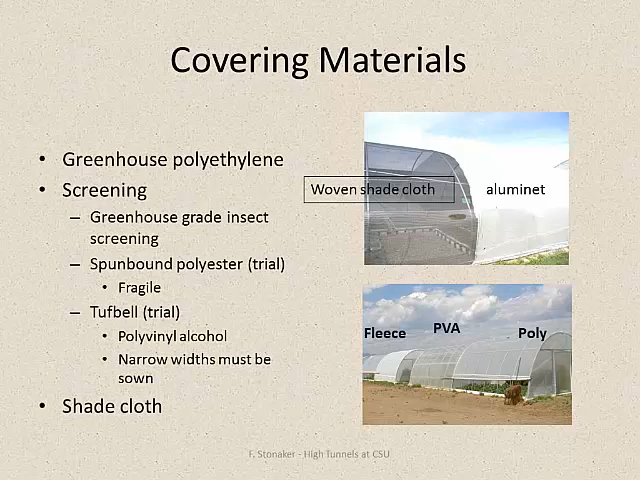 Covering Materials
• Greenhouse polyethylene
• Screening
– Greenhouse grade insect
screening
– Spunbound polyester (trial)
• Fragile
– Tufbell (trial)
• Polyvinyl alcohol
• Narrow widths must be
sown
• Shade cloth
Woven shade cloth
aluminet
Fleece
PVA
Poly
F. Stonaker - High Tunnels at CSU